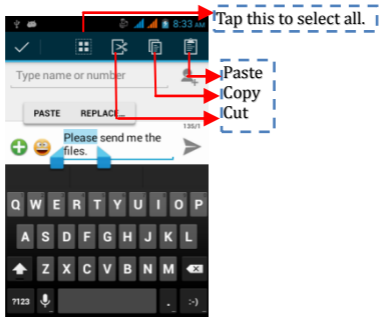 8:33 AM
Tap this to select all.
Type name or number
Paste
Copy
Cut
PASTE REPLACE...
135/1
Please send me the
files.
Q W E R T Y U I O P
A S D F G H J K L
Z X C V B N M
?123 . :-)